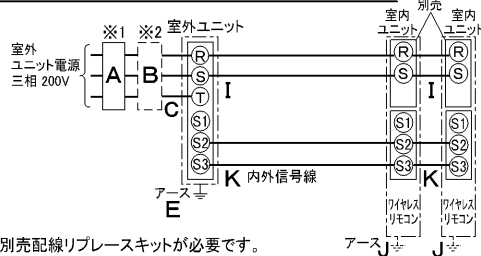 別売
※1 ※2 室外ユニット 室内ユニット 室内ユニット
室外ユニット電源 三相 200V
A B C
R R R
S I S I S
T
S1 S1 S1
S2 S2 S2
S3 K 内外信号線 S3 K S3
アース E
ワイヤレスリモコン ワイヤレスリモコン
アース J J
別売配線リプレースキットが必要です。